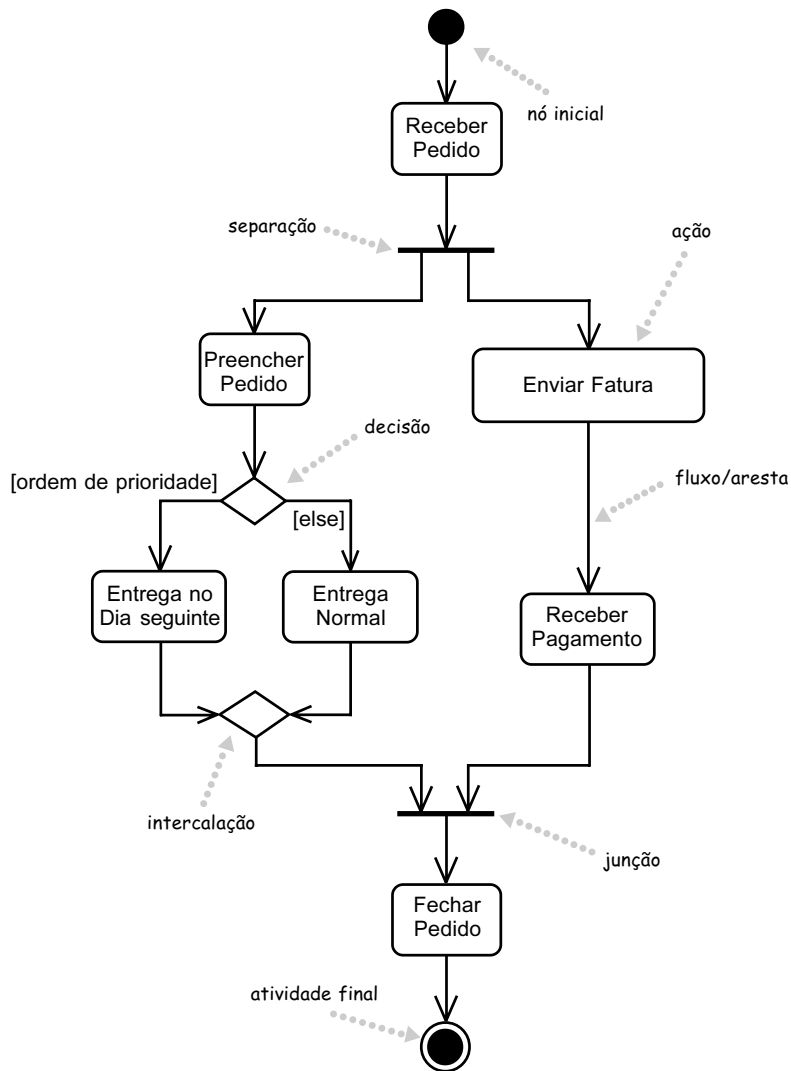 nó inicial
Receber
Pedido
separação
ação
Preencher
Pedido
Enviar Fatura
decisão
[ordem de prioridade]
[else]
fluxo/aresta
Entrega no
Dia seguinte
Entrega
Normal
Receber
Pagamento
intercalação
junção
Fechar
Pedido
atividade final